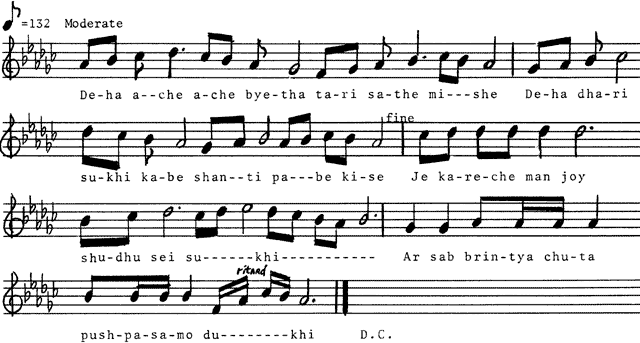 ♪=132 Moderate
De-ha a--che a-che bye-tha ta-ri sa-the mi---she De-ha dha-ri
fine
su-khi ka-be shan--ti pa---be ki-se Je ka-re-che man joy
shu-dhu sei su------khi----------- Ar sab brin-tya chu-ta
ritard
push-pa-samo du--------khi D.C.